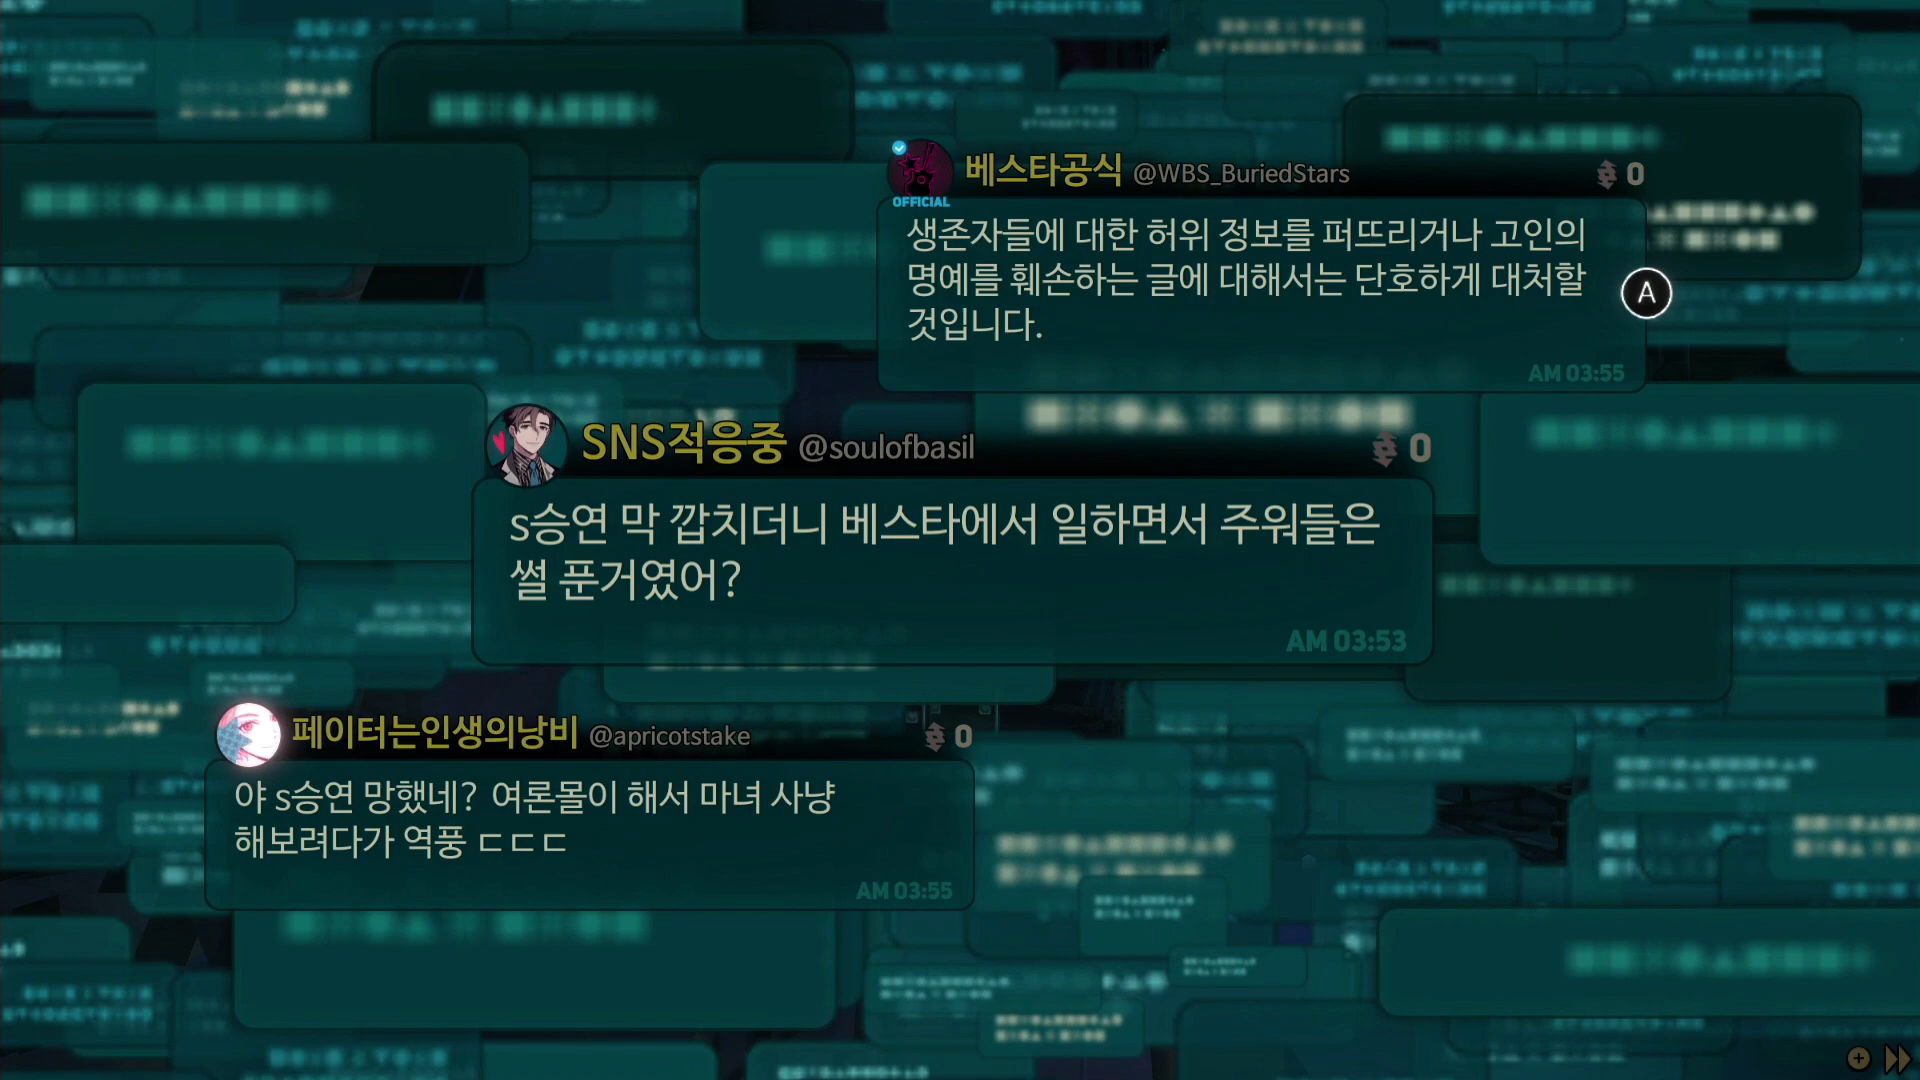 베스타공식 @WBS_BuriedStars 0
OFFICIAL
생존자들에 대한 허위 정보를 퍼뜨리거나 고인의
명예를 훼손하는 글에 대해서는 단호하게 대처할
것입니다.
A
AM 03:55
SNS적응중 @soulofbasil 0
s승연 막 깝치더니 베스타에서 일하면서 주워들은
썰 푼거였어?
AM 03:53
페이터는인생의낭비 @apricotstake 0
야 s승연 망했네? 여론몰이 해서 마녀 사냥
해보려다가 역풍 ㄷㄷㄷ
AM 03:55